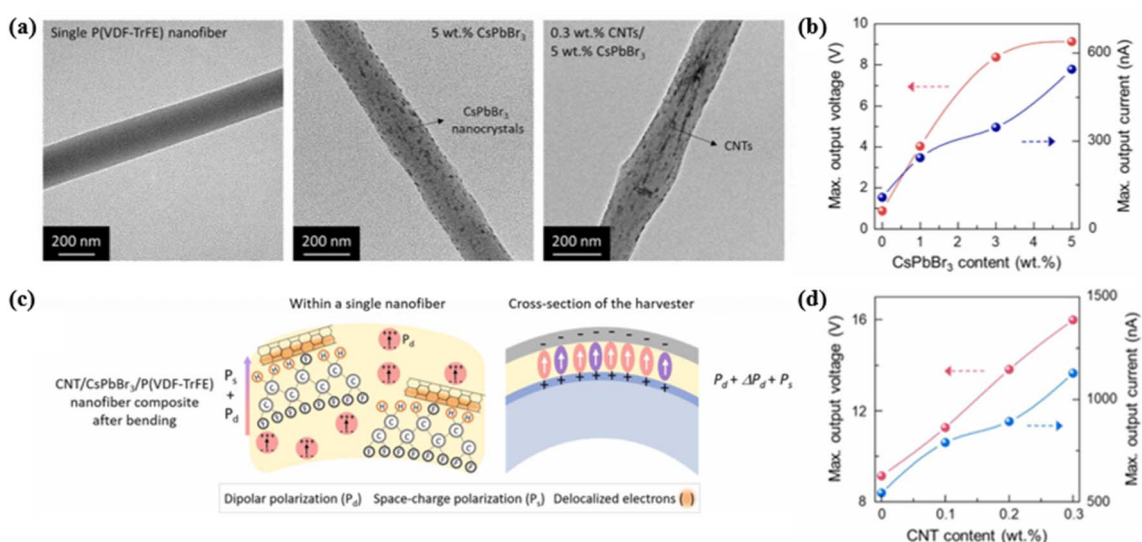 (a)
Single P(VDF-TrFE) nanofiber
200 nm
5 wt.% CsPbBr₃
CsPbBr₃
nanocrystals
200 nm
0.3 wt.% CNTs/
5 wt.% CsPbBr₃
CNTs
200 nm
(b)
Max. output voltage (V)
10
8
6
4
2
0
600
300
0
Max. output current (nA)
0 1 2 3 4 5
CsPbBr₃ content (wt.%)
(c)
Within a single nanofiber
Cross-section of the harvester
CNT/CsPbBr₃/P(VDF-TrFE)
nanofiber composite
after bending
Pₛ
+
P_d
P_d
P_d + ΔP_d + Pₛ
Dipolar polarization (P_d) Space-charge polarization (Pₛ) Delocalized electrons ( )
(d)
Max. output voltage (V)
16
12
8
1500
1000
500
Max. output current (nA)
0 0.1 0.2 0.3
CNT content (wt.%)